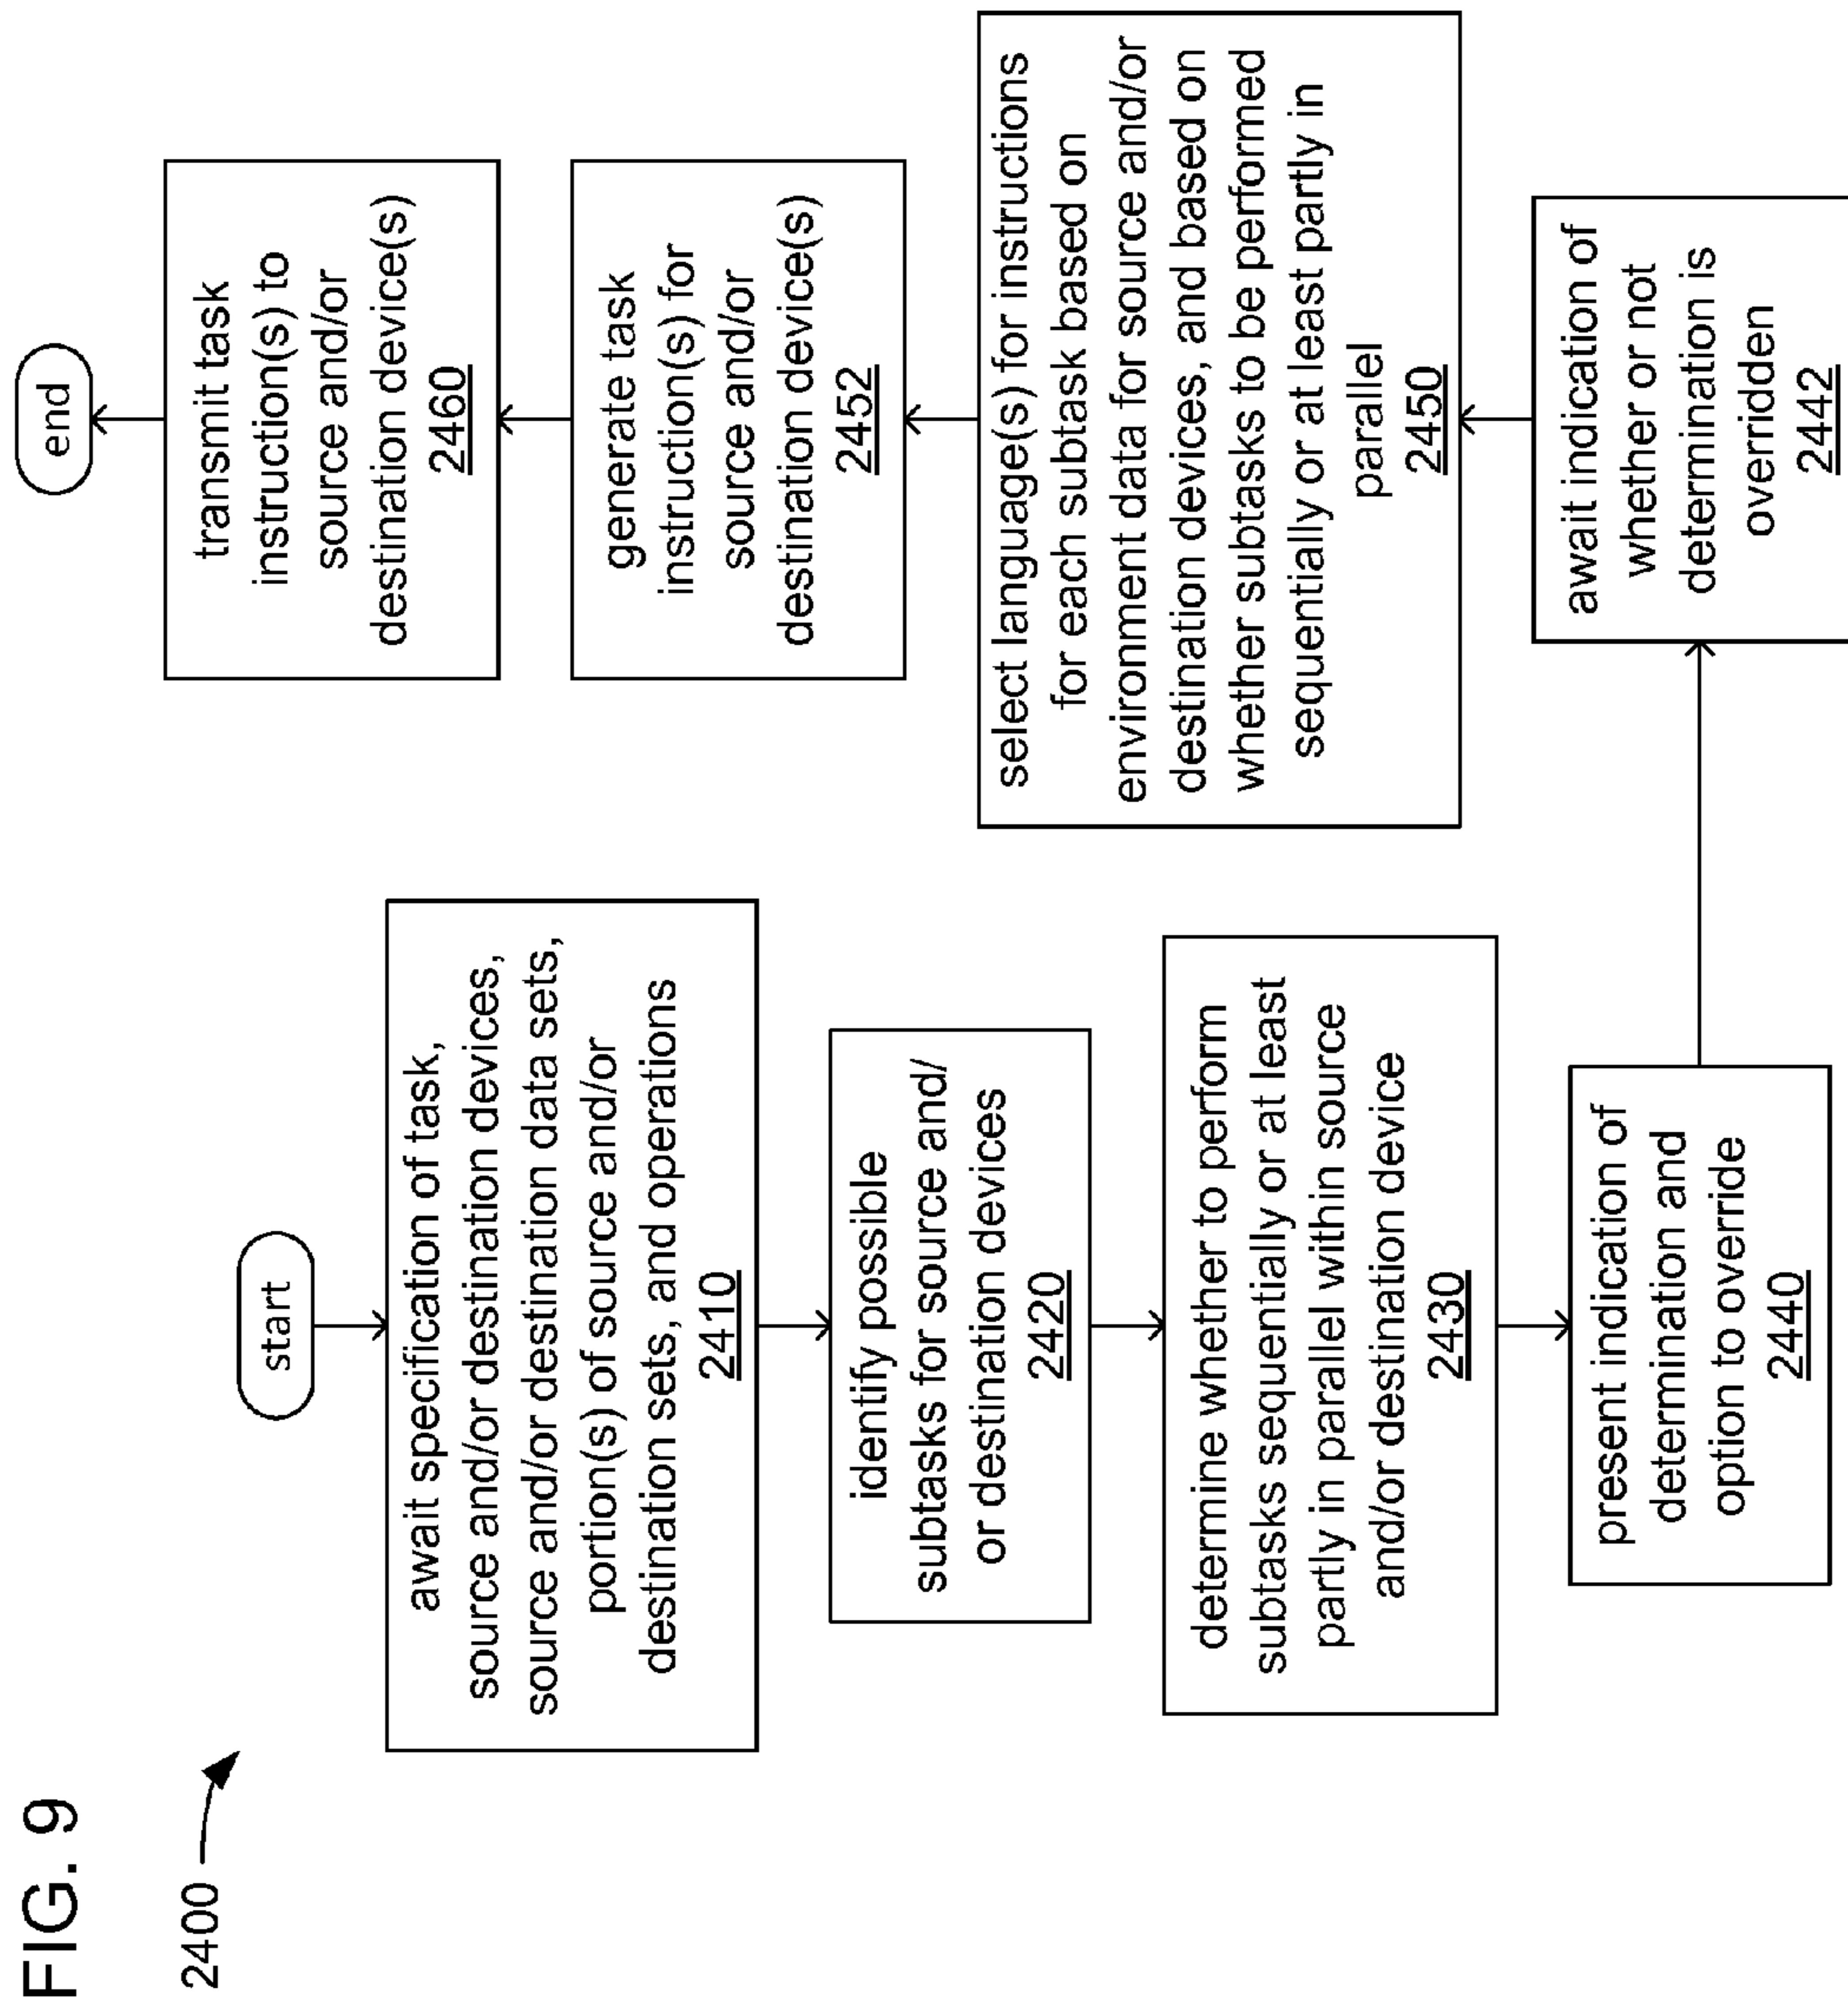 FIG. 9
2400
start
await specification of task,
source and/or destination devices,
source and/or destination data sets,
portion(s) of source and/or
destination sets, and operations
2410
identify possible
subtasks for source and/
or destination devices
2420
determine whether to perform
subtasks sequentially or at least
partly in parallel within source
and/or destination device
2430
present indication of
determination and
option to override
2440
await indication of
whether or not
determination is
overridden
2442
select language(s) for instructions
for each subtask based on
environment data for source and/or
destination devices, and based on
whether subtasks to be performed
sequentially or at least partly in
parallel
2450
generate task
instruction(s) for
source and/or
destination device(s)
2452
transmit task
instruction(s) to
source and/or
destination device(s)
2460
end